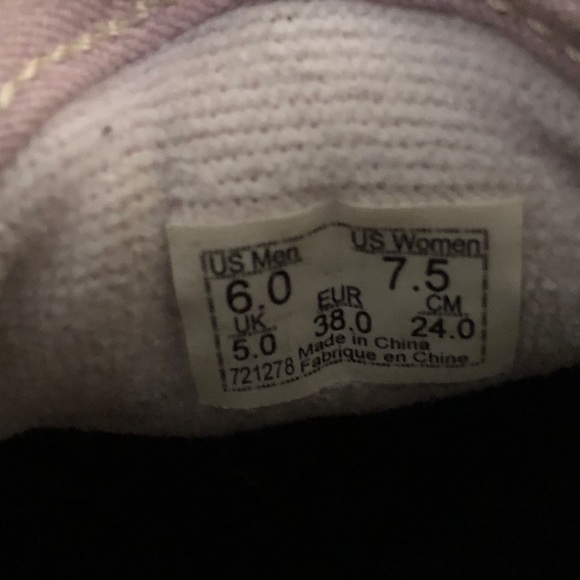 US Men US Women
6.0 7.5
UK EUR CM
5.0 38.0 24.0
721278 Made in China
Fabrique en Chine